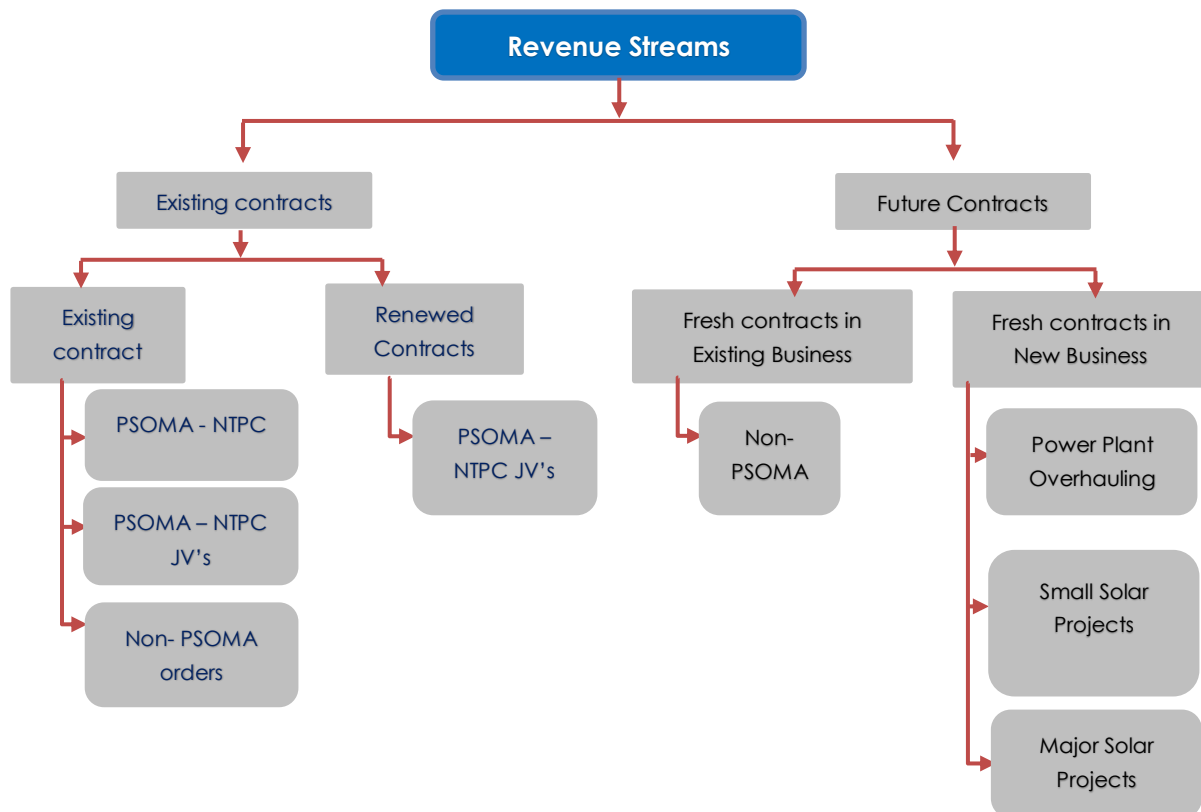 Revenue Streams
Existing contracts
Future Contracts
Existing
contract
Renewed
Contracts
Fresh contracts in
Existing Business
Fresh contracts in
New Business
PSOMA - NTPC
PSOMA – NTPC
JV’s
Non- PSOMA
orders
PSOMA –
NTPC JV’s
Non-
PSOMA
Power Plant
Overhauling
Small Solar
Projects
Major Solar
Projects